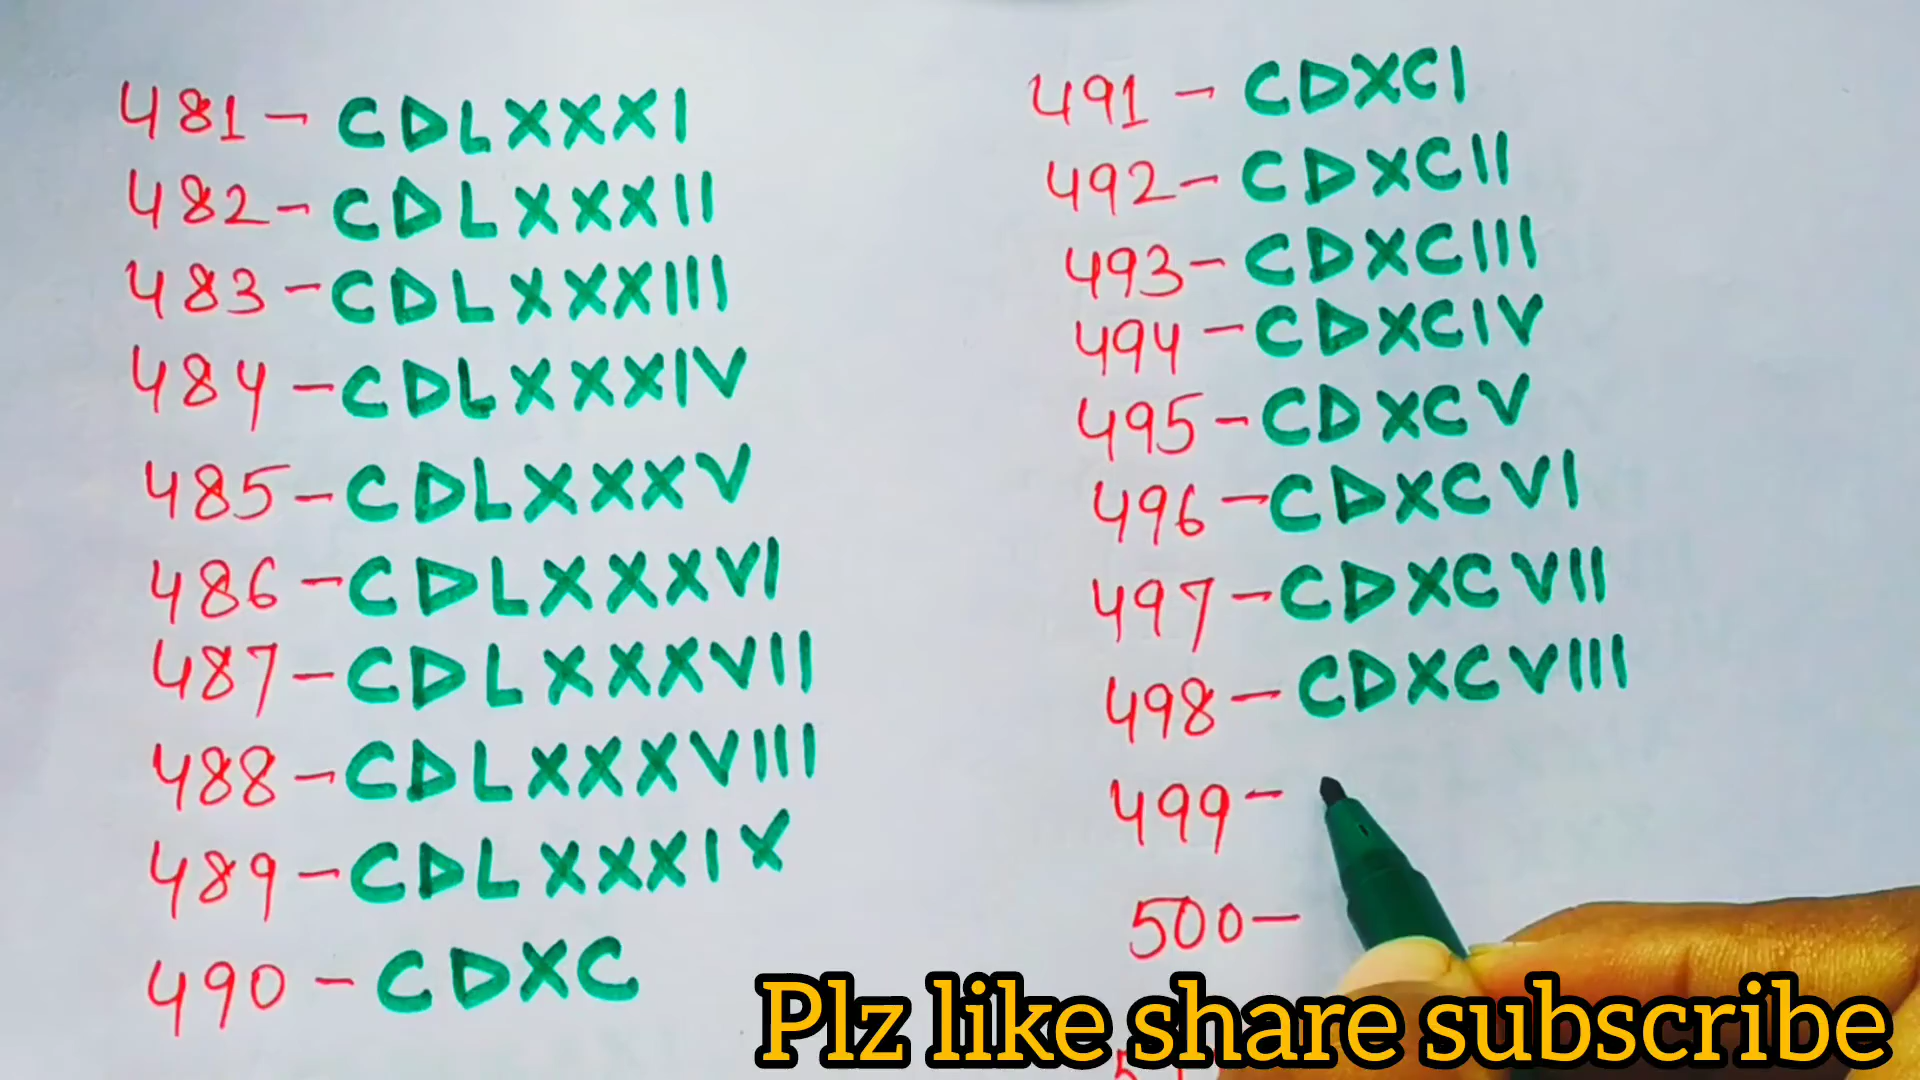 481 - CDLXXXI
482 - CDLXXXII
483 - CDLXXXIII
484 - CDLXXXIV
485 - CDLXXXV
486 - CDLXXXVI
487 - CDLXXXVII
488 - CDLXXXVIII
489 - CDLXXXIX
490 - CDXC
491 - CDXCI
492 - CDXCII
493 - CDXCIII
494 - CDXCIV
495 - CDXCV
496 - CDXCVI
497 - CDXCVII
498 - CDXCVIII
499 -
500 -
Plz like share subscribe